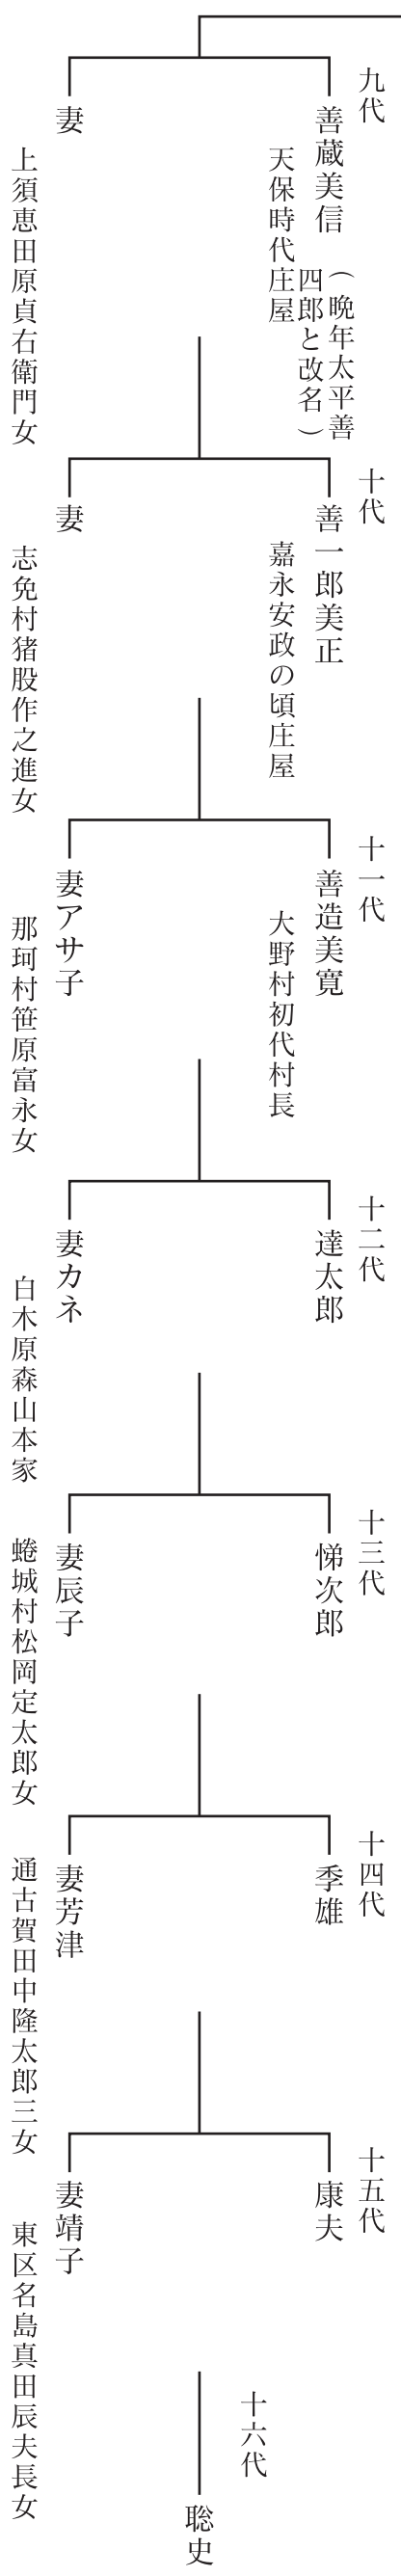 九代
善蔵美信
（晩年太平善
四郎と改名）
天保時代庄屋
妻
上須恵田原貞右衛門女
十代
善一郎美正
嘉永安政の頃庄屋
妻
志免村猪股作之進女
十一代
善造美寛
大野村初代村長
妻アサ子
那珂村笹原富永女
十二代
達太郎
妻カネ
白木原森山本家
十三代
悌次郎
妻辰子
蜷城村松岡定太郎女
十四代
季雄
妻芳津
通古賀田中隆太郎三女
十五代
康夫
妻靖子
東区名島真田辰夫長女
十六代
聡史